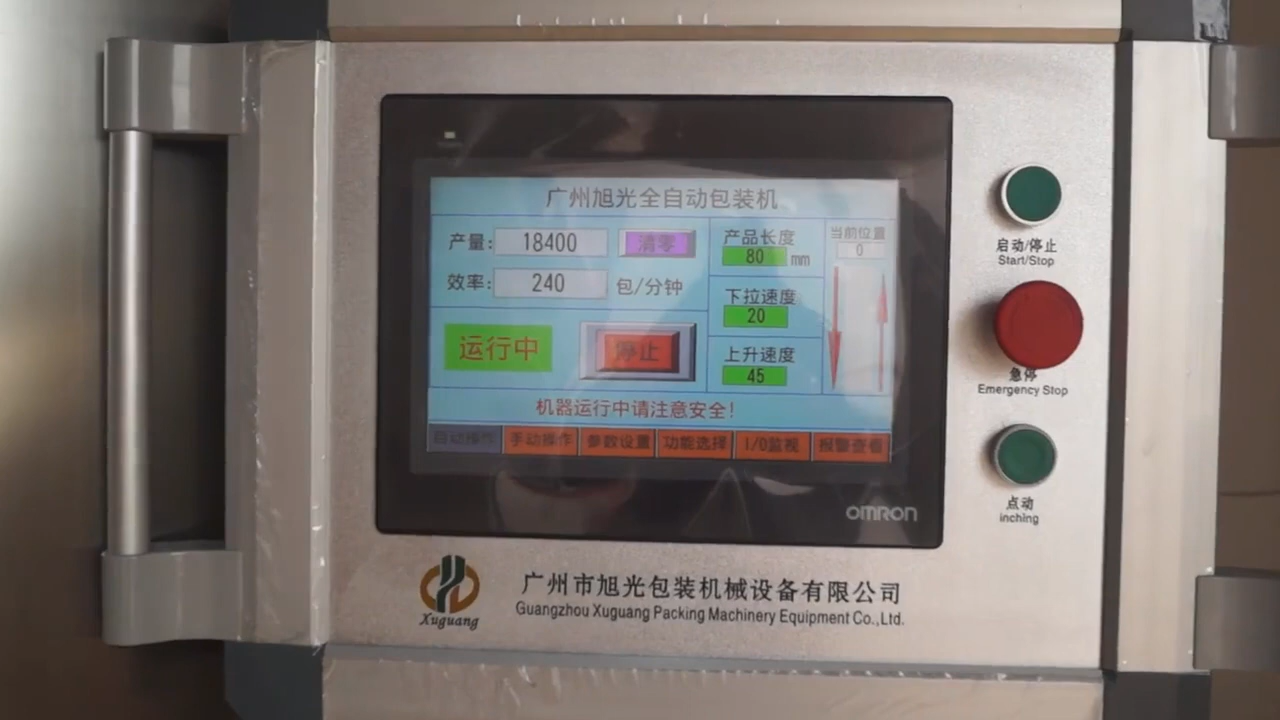 广州旭光全自动包装机
产量: 18400 清零
效率: 240 包/分钟
运行中 停止
产品长度
80 mm
下拉速度
20
上升速度
45
当前位置
0
机器运行中请注意安全!
自动操作 手动操作 参数设置 功能选择 I/O监视 报警查看
OMRON
启动/停止
Start/Stop
急停
Emergency Stop
点动
inching
Xuguang
广州市旭光包装机械设备有限公司
Guangzhou Xuguang Packing Machinery Equipment Co.,Ltd.